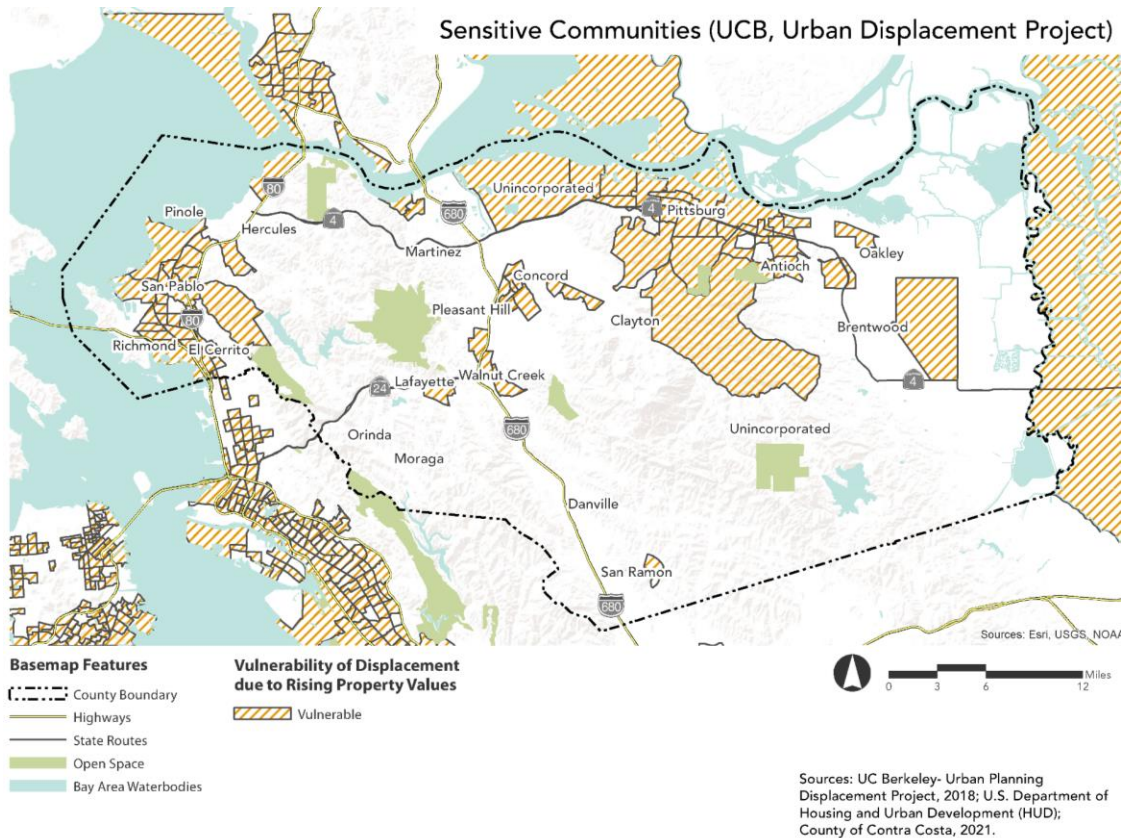 Sensitive Communities (UCB, Urban Displacement Project)
80
Pinole
Hercules
4
Martinez
680
Unincorporated
4
Pittsburg
Antioch
Oakley
San Pablo
80
Richmond
El Cerrito
Concord
Pleasant Hill
Clayton
Brentwood
4
24
Lafayette
Walnut Creek
Orinda
Moraga
680
Unincorporated
Danville
San Ramon
680
Sources: Esri, USGS, NOAA
Basemap Features
County Boundary
Highways
State Routes
Open Space
Bay Area Waterbodies
Vulnerability of Displacement
due to Rising Property Values
Vulnerable
Miles
0 3 6 12
Sources: UC Berkeley- Urban Planning
Displacement Project, 2018; U.S. Department of
Housing and Urban Development (HUD);
County of Contra Costa, 2021.